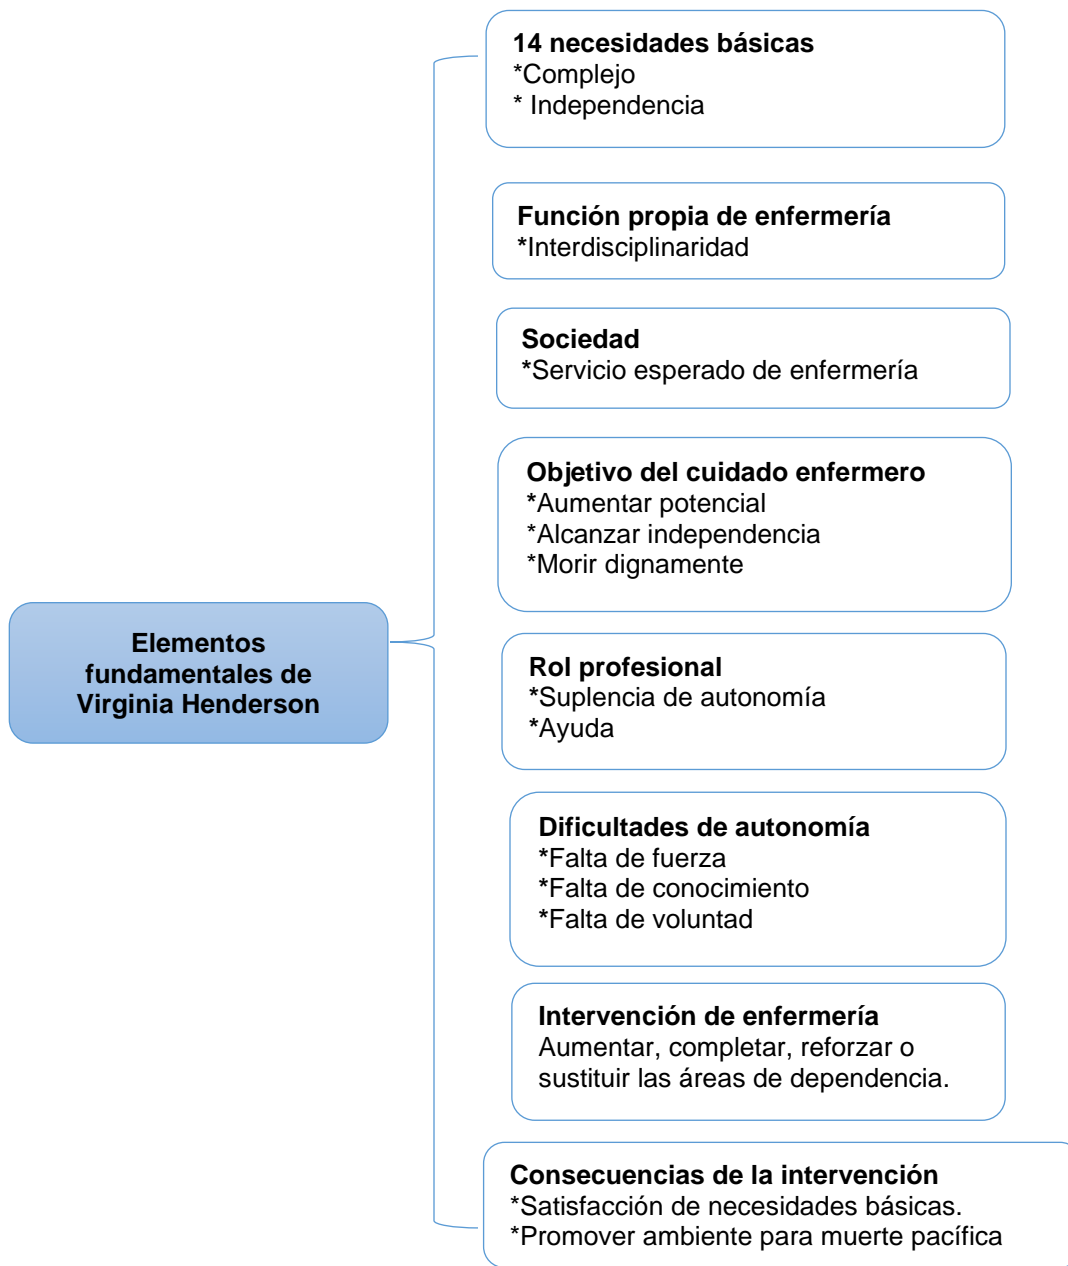 14 necesidades básicas
*Complejo
* Independencia
Función propia de enfermería
*Interdisciplinaridad
Sociedad
*Servicio esperado de enfermería
Objetivo del cuidado enfermero
*Aumentar potencial
*Alcanzar independencia
*Morir dignamente
Elementos
fundamentales de
Virginia Henderson
Rol profesional
*Suplencia de autonomía
*Ayuda
Dificultades de autonomía
*Falta de fuerza
*Falta de conocimiento
*Falta de voluntad
Intervención de enfermería
Aumentar, completar, reforzar o
sustituir las áreas de dependencia.
Consecuencias de la intervención
*Satisfacción de necesidades básicas.
*Promover ambiente para muerte pacífica